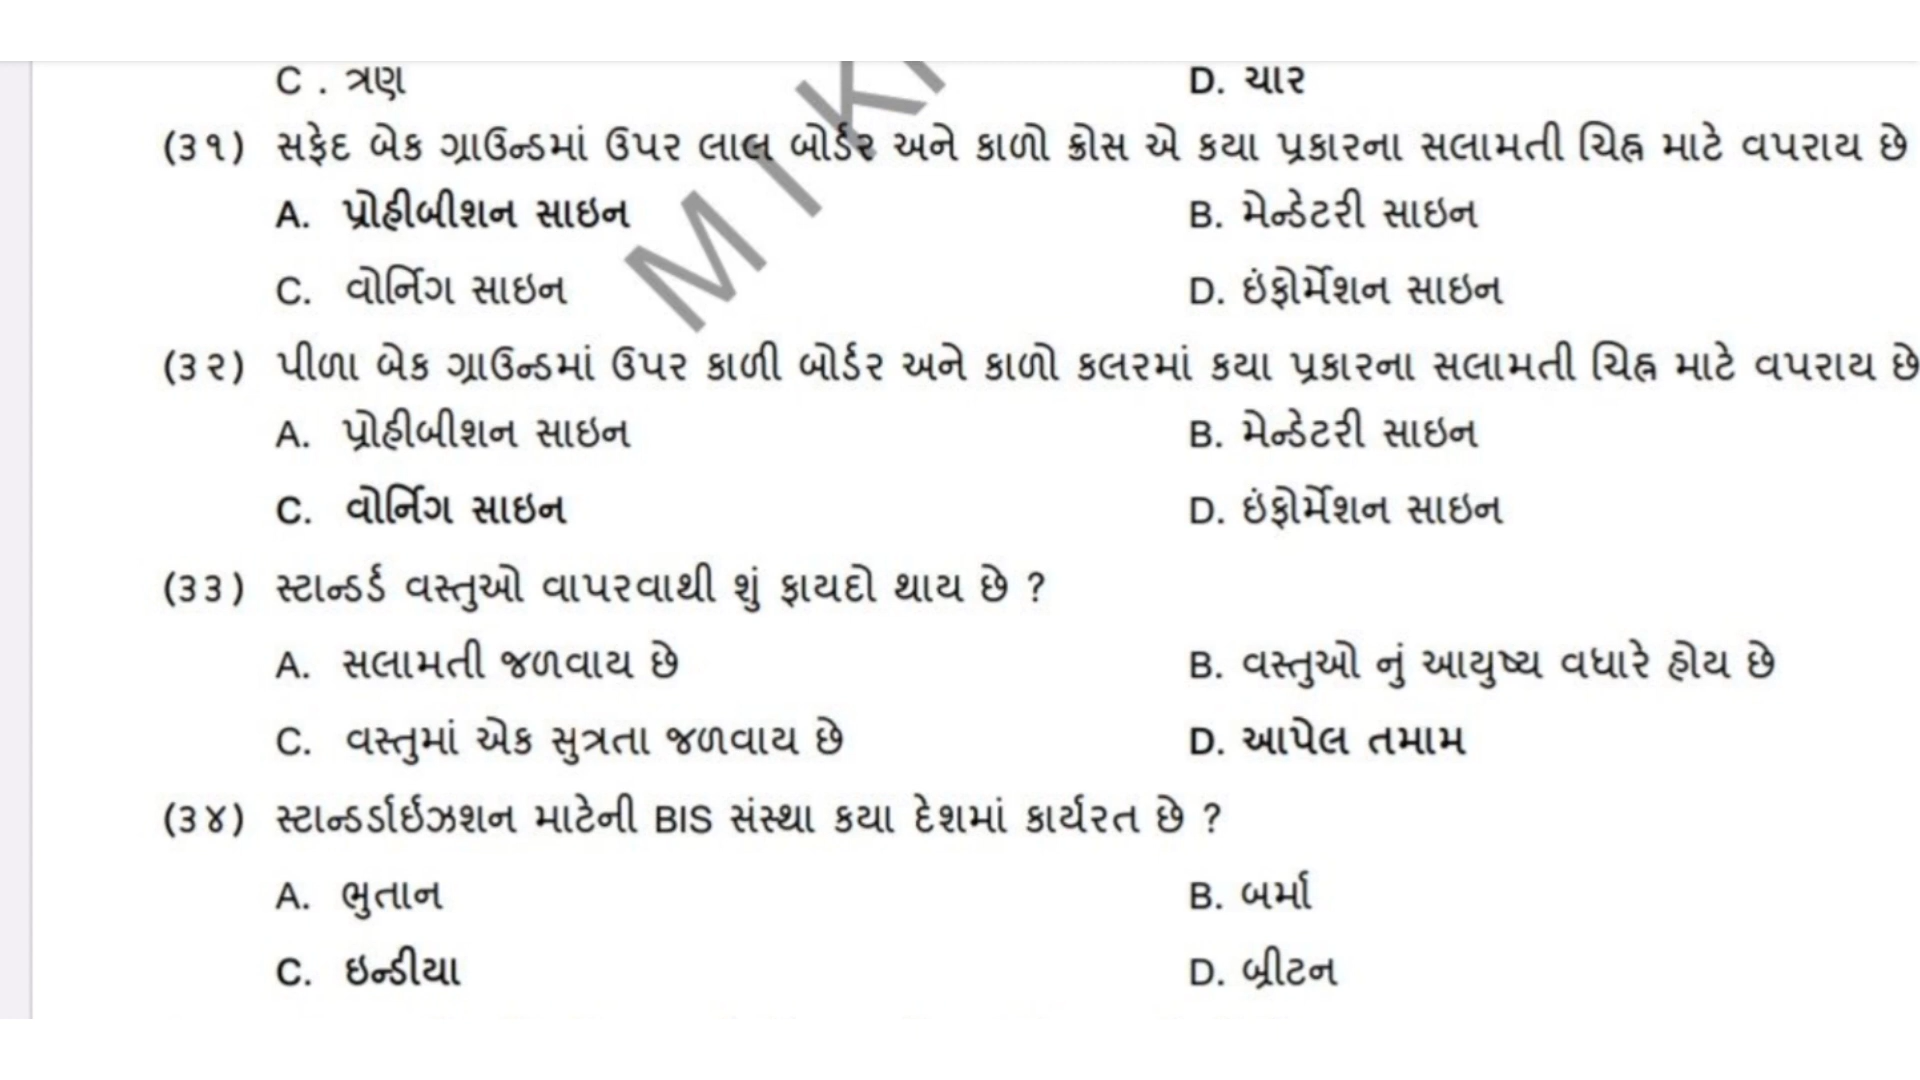 C . ત્રણ D. ચાર
(૩૧) સફેદ બેક ગ્રાઉન્ડમાં ઉપર લાલ બોર્ડર અને કાળો ક્રોસ એ કયા પ્રકારના સલામતી ચિહ્ન માટે વપરાય છે
A. પ્રોહીબીશન સાઇન B. મેન્ડેટરી સાઇન
C. વોર્નિંગ સાઇન D. ઇંફોર્મેશન સાઇન
(૩૨) પીળા બેક ગ્રાઉન્ડમાં ઉપર કાળી બોર્ડર અને કાળો કલરમાં કયા પ્રકારના સલામતી ચિહ્ન માટે વપરાય છે
A. પ્રોહીબીશન સાઇન B. મેન્ડેટરી સાઇન
C. વોર્નિંગ સાઇન D. ઇંફોર્મેશન સાઇન
(૩૩) સ્ટાન્ડર્ડ વસ્તુઓ વાપરવાથી શું ફાયદો થાય છે ?
A. સલામતી જળવાય છે B. વસ્તુઓ નું આયુષ્ય વધારે હોય છે
C. વસ્તુમાં એક સુત્રતા જળવાય છે D. આપેલ તમામ
(૩૪) સ્ટાન્ડર્ડાઈઝશન માટેની BIS સંસ્થા કયા દેશમાં કાર્યરત છે ?
A. ભુતાન B. બર્મા
C. ઇન્ડીયા D. બ્રીટન